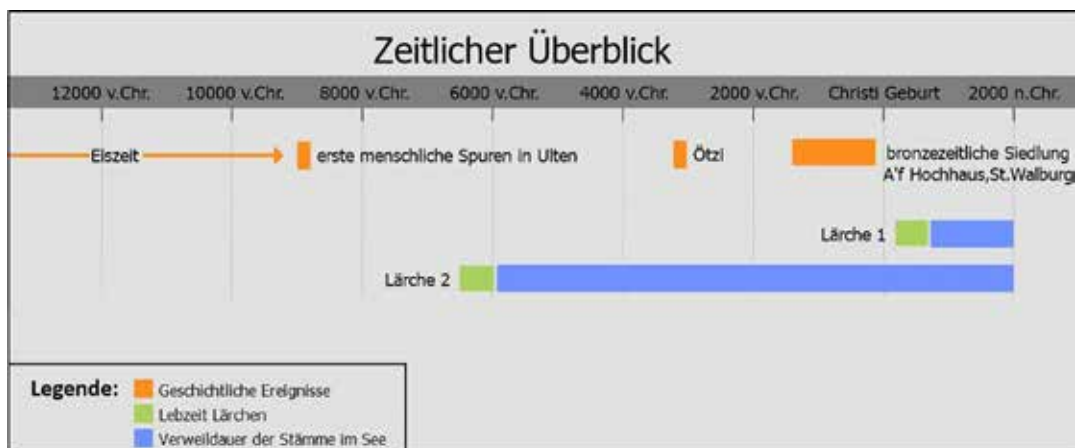 Zeitlicher Überblick
12000 v.Chr. 10000 v.Chr. 8000 v.Chr. 6000 v.Chr. 4000 v.Chr. 2000 v.Chr. Christi Geburt 2000 n.Chr.
Eiszeit erste menschliche Spuren in Ulten Ötzi bronzezeitliche Siedlung
A'f Hochhaus,St.Walburg
Lärche 1
Lärche 2
Legende:
Geschichtliche Ereignisse
Lebzeit Lärchen
Verweildauer der Stämme im See